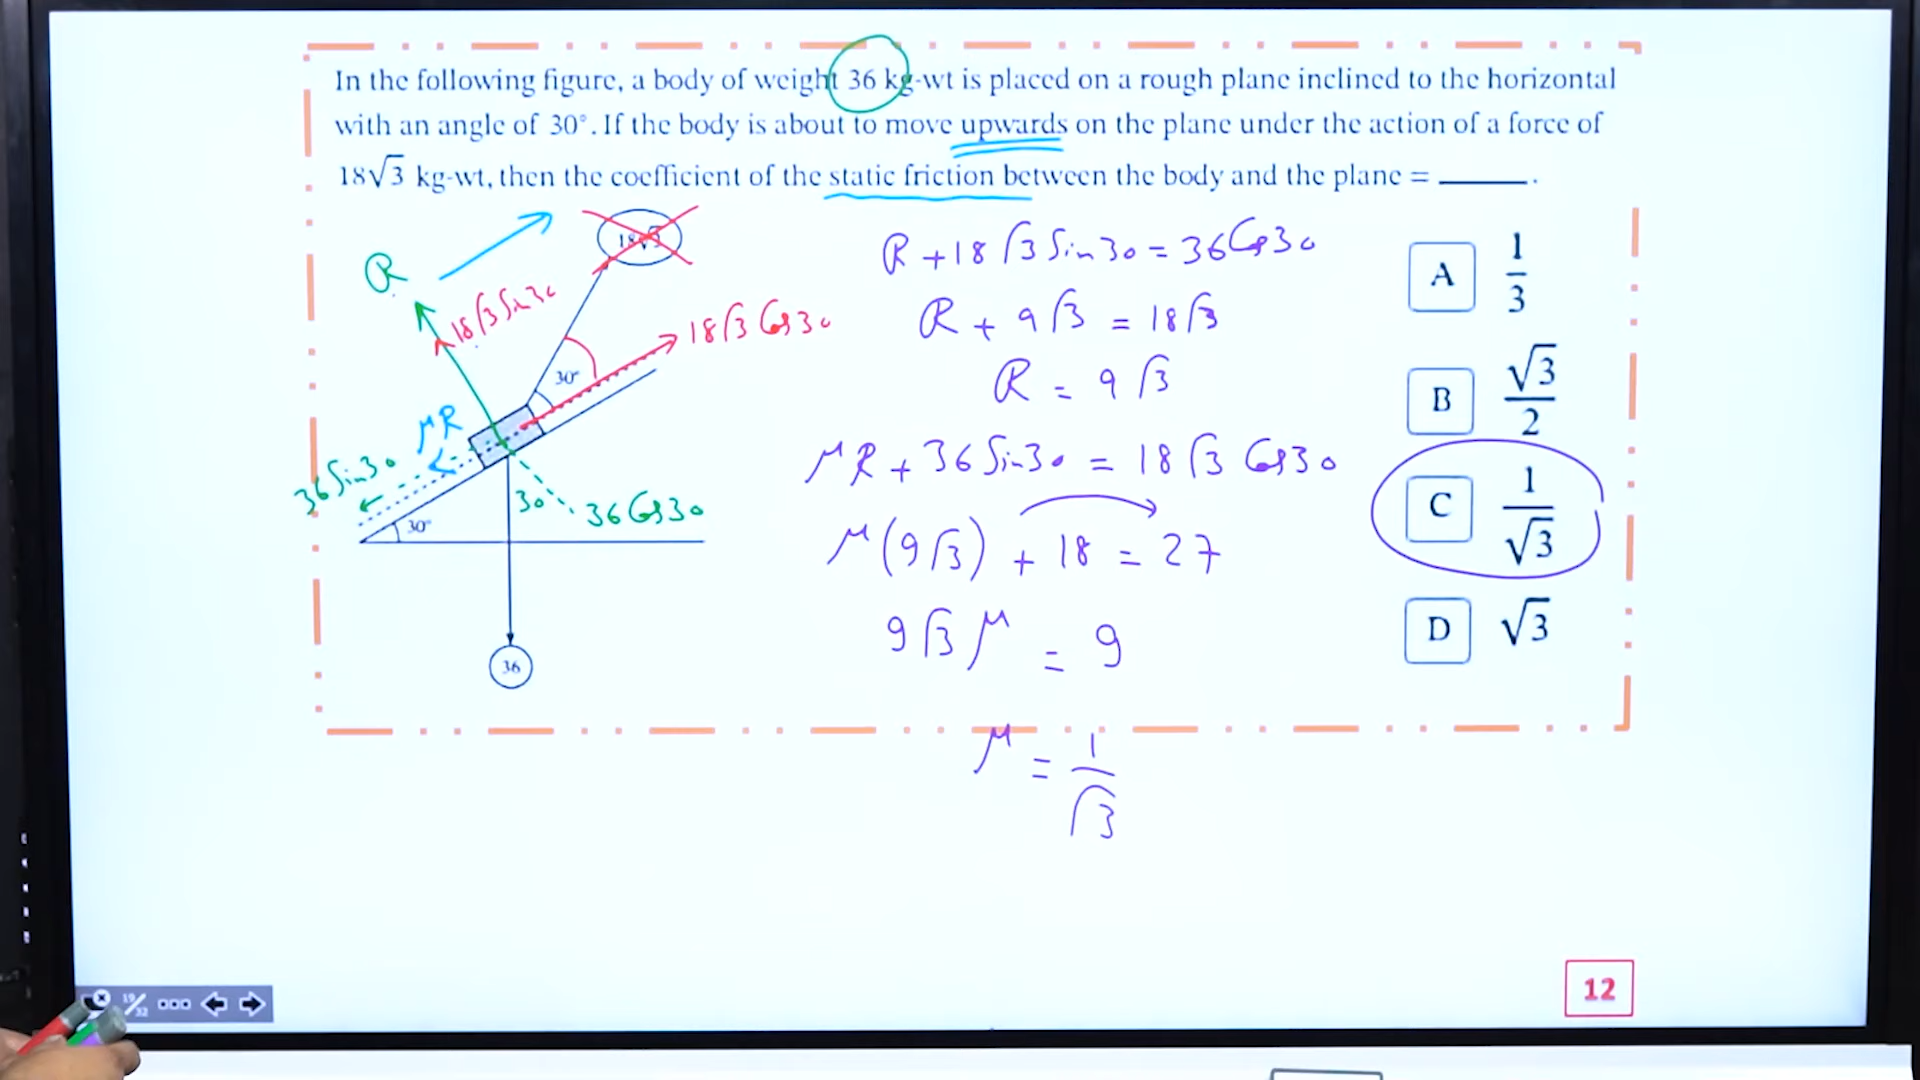 In the following figure, a body of weight 36 kg-wt is placed on a rough plane inclined to the horizontal
with an angle of 30°. If the body is about to move upwards on the plane under the action of a force of
18√3 kg-wt, then the coefficient of the static friction between the body and the plane = ______.
18√3
R
18√3 Sin30
18√3 Cos30
30°
μR
36 Sin30
30
36 Cos30
30°
36
R + 18√3 Sin30 = 36 Cos30
R + 9√3 = 18√3
R = 9√3
μR + 36 Sin30 = 18√3 Cos30
μ(9√3) + 18 = 27
9√3 μ = 9
μ = 1/√3
A 1/3
B √3/2
C 1/√3
D √3
19/32
12